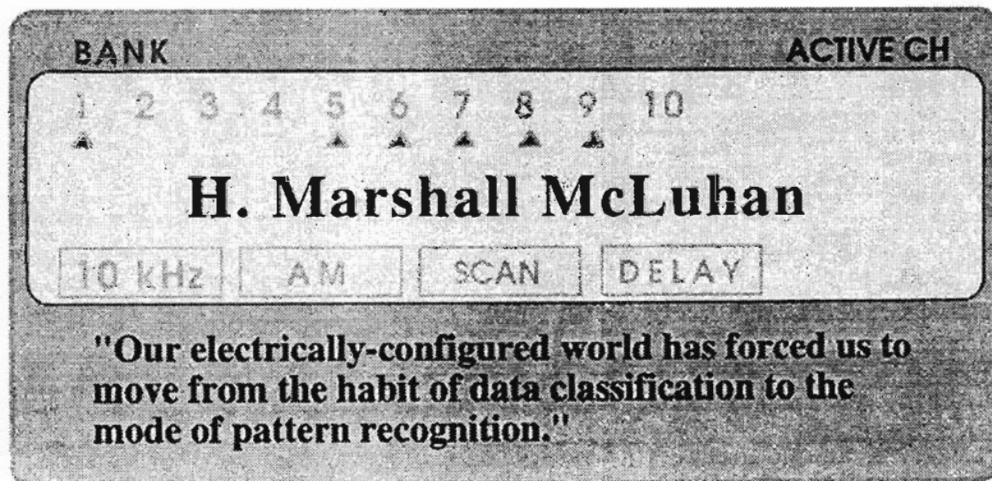 BANK ACTIVE CH
1 2 3 4 5 6 7 8 9 10
H. Marshall McLuhan
10 kHz AM SCAN DELAY
"Our electrically-configured world has forced us to
move from the habit of data classification to the
mode of pattern recognition."